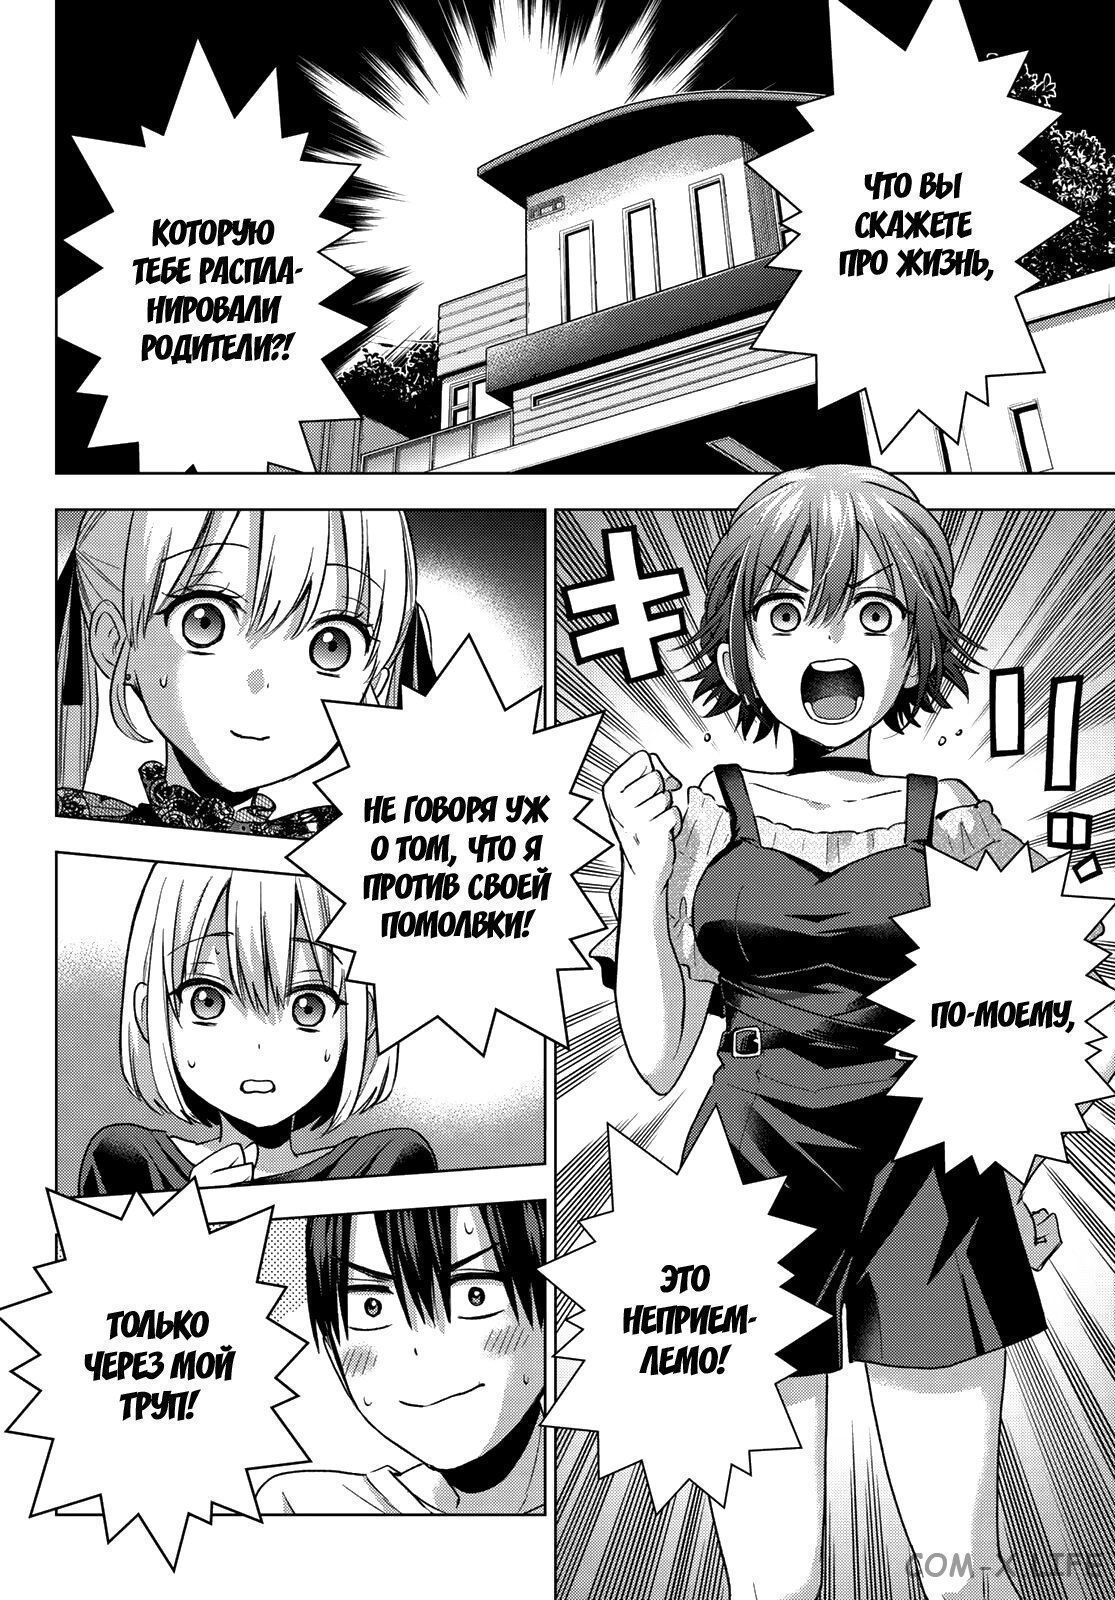 ЧТО ВЫ
СКАЖЕТЕ
ПРО ЖИЗНЬ,
КОТОРУЮ
ТЕБЕ РАСПЛА-
НИРОВАЛИ
РОДИТЕЛИ?!
ПО-МОЕМУ,
ЭТО
НЕПРИЕМ-
ЛЕМО!
НЕ ГОВОРЯ УЖ
О ТОМ, ЧТО Я
ПРОТИВ СВОЕЙ
ПОМОЛВКИ!
ТОЛЬКО
ЧЕРЕЗ МОЙ
ТРУП!
COM-X.LIFE